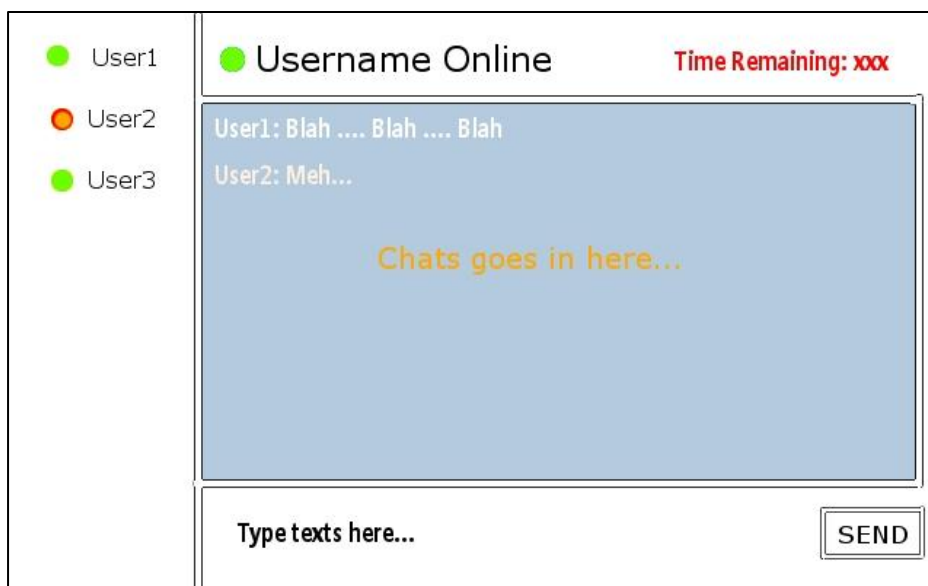 User1
User2
User3
Username Online
Time Remaining: xxx
User1: Blah .... Blah .... Blah
User2: Meh...
Chats goes in here...
Type texts here...
SEND